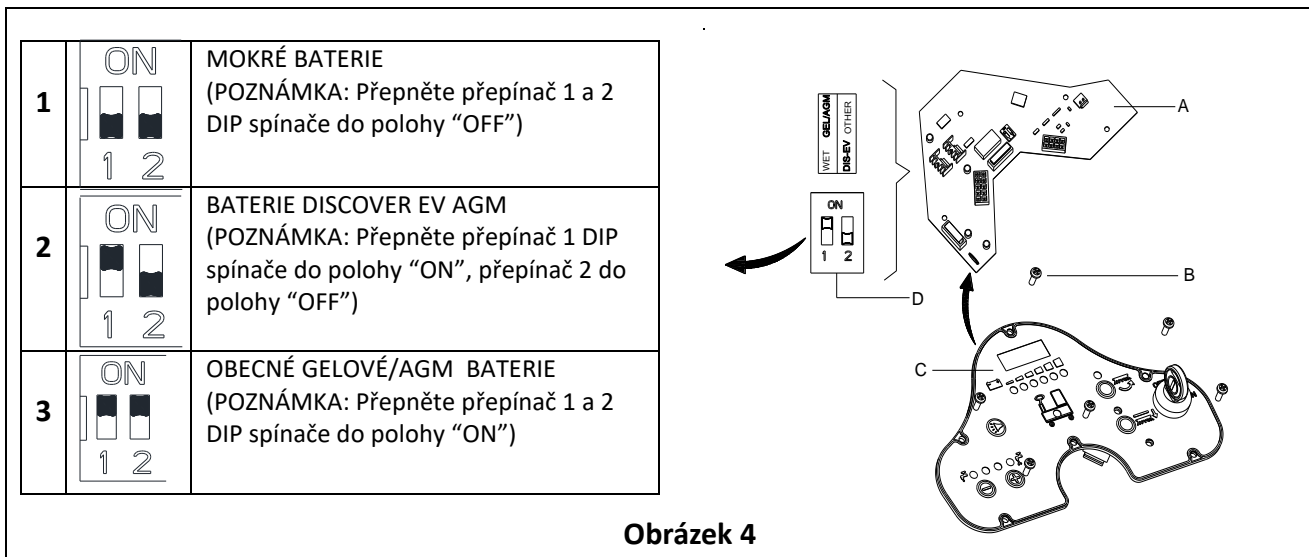 1
ON
1 2
MOKRÉ BATERIE
(POZNÁMKA: Přepněte přepínač 1 a 2
DIP spínače do polohy “OFF”)
2
ON
1 2
BATERIE DISCOVER EV AGM
(POZNÁMKA: Přepněte přepínač 1 DIP
spínače do polohy “ON”, přepínač 2 do
polohy “OFF”)
3
ON
1 2
OBECNÉ GELOVÉ/AGM BATERIE
(POZNÁMKA: Přepněte přepínač 1 a 2
DIP spínače do polohy “ON”)
WET GEL/AGM
DIS-EV OTHER
ON
1 2
D
A
B
C
Obrázek 4